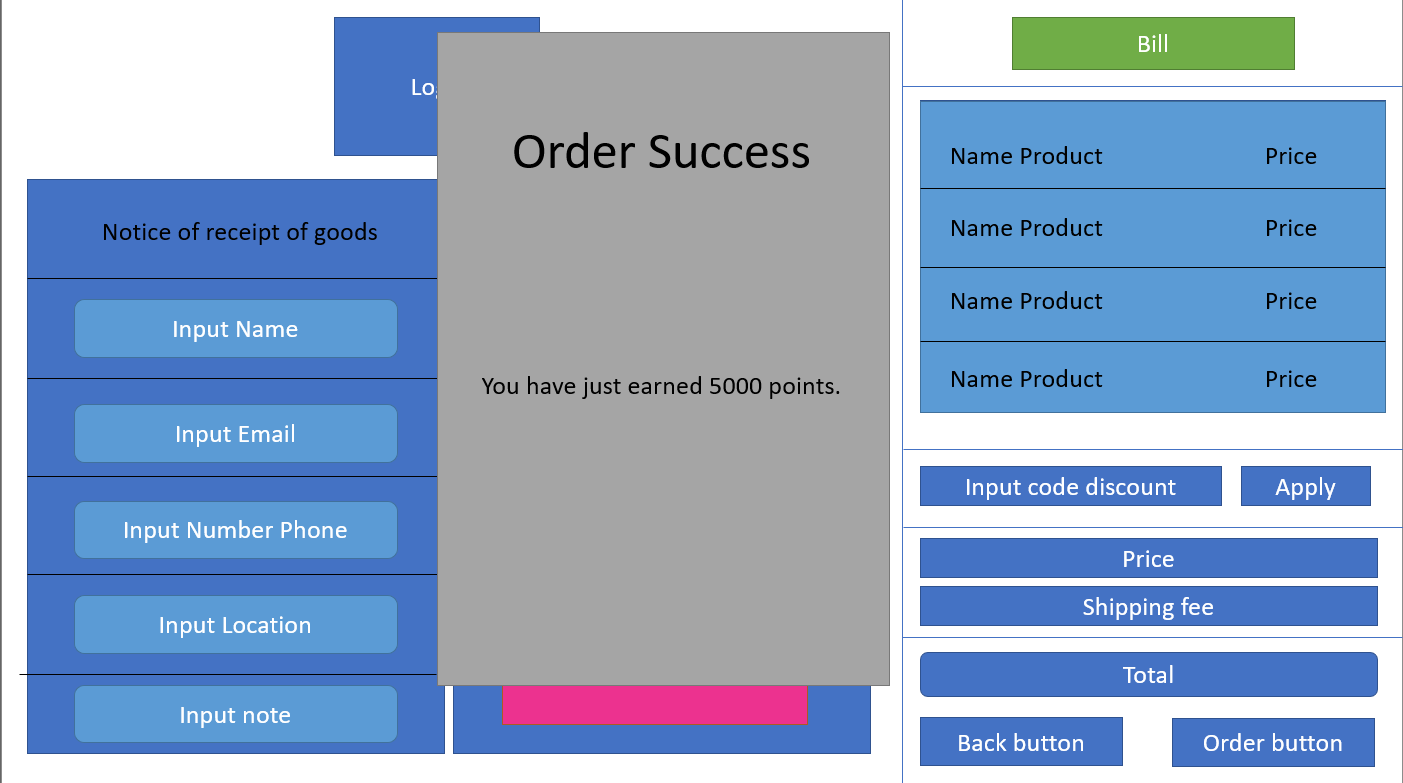 Order Success
You have just earned 5000 points.
Notice of receipt of goods
Input Name
Input Email
Input Number Phone
Input Location
Input note
Bill
Name Product Price
Name Product Price
Name Product Price
Name Product Price
Input code discount Apply
Price
Shipping fee
Total
Back button Order button